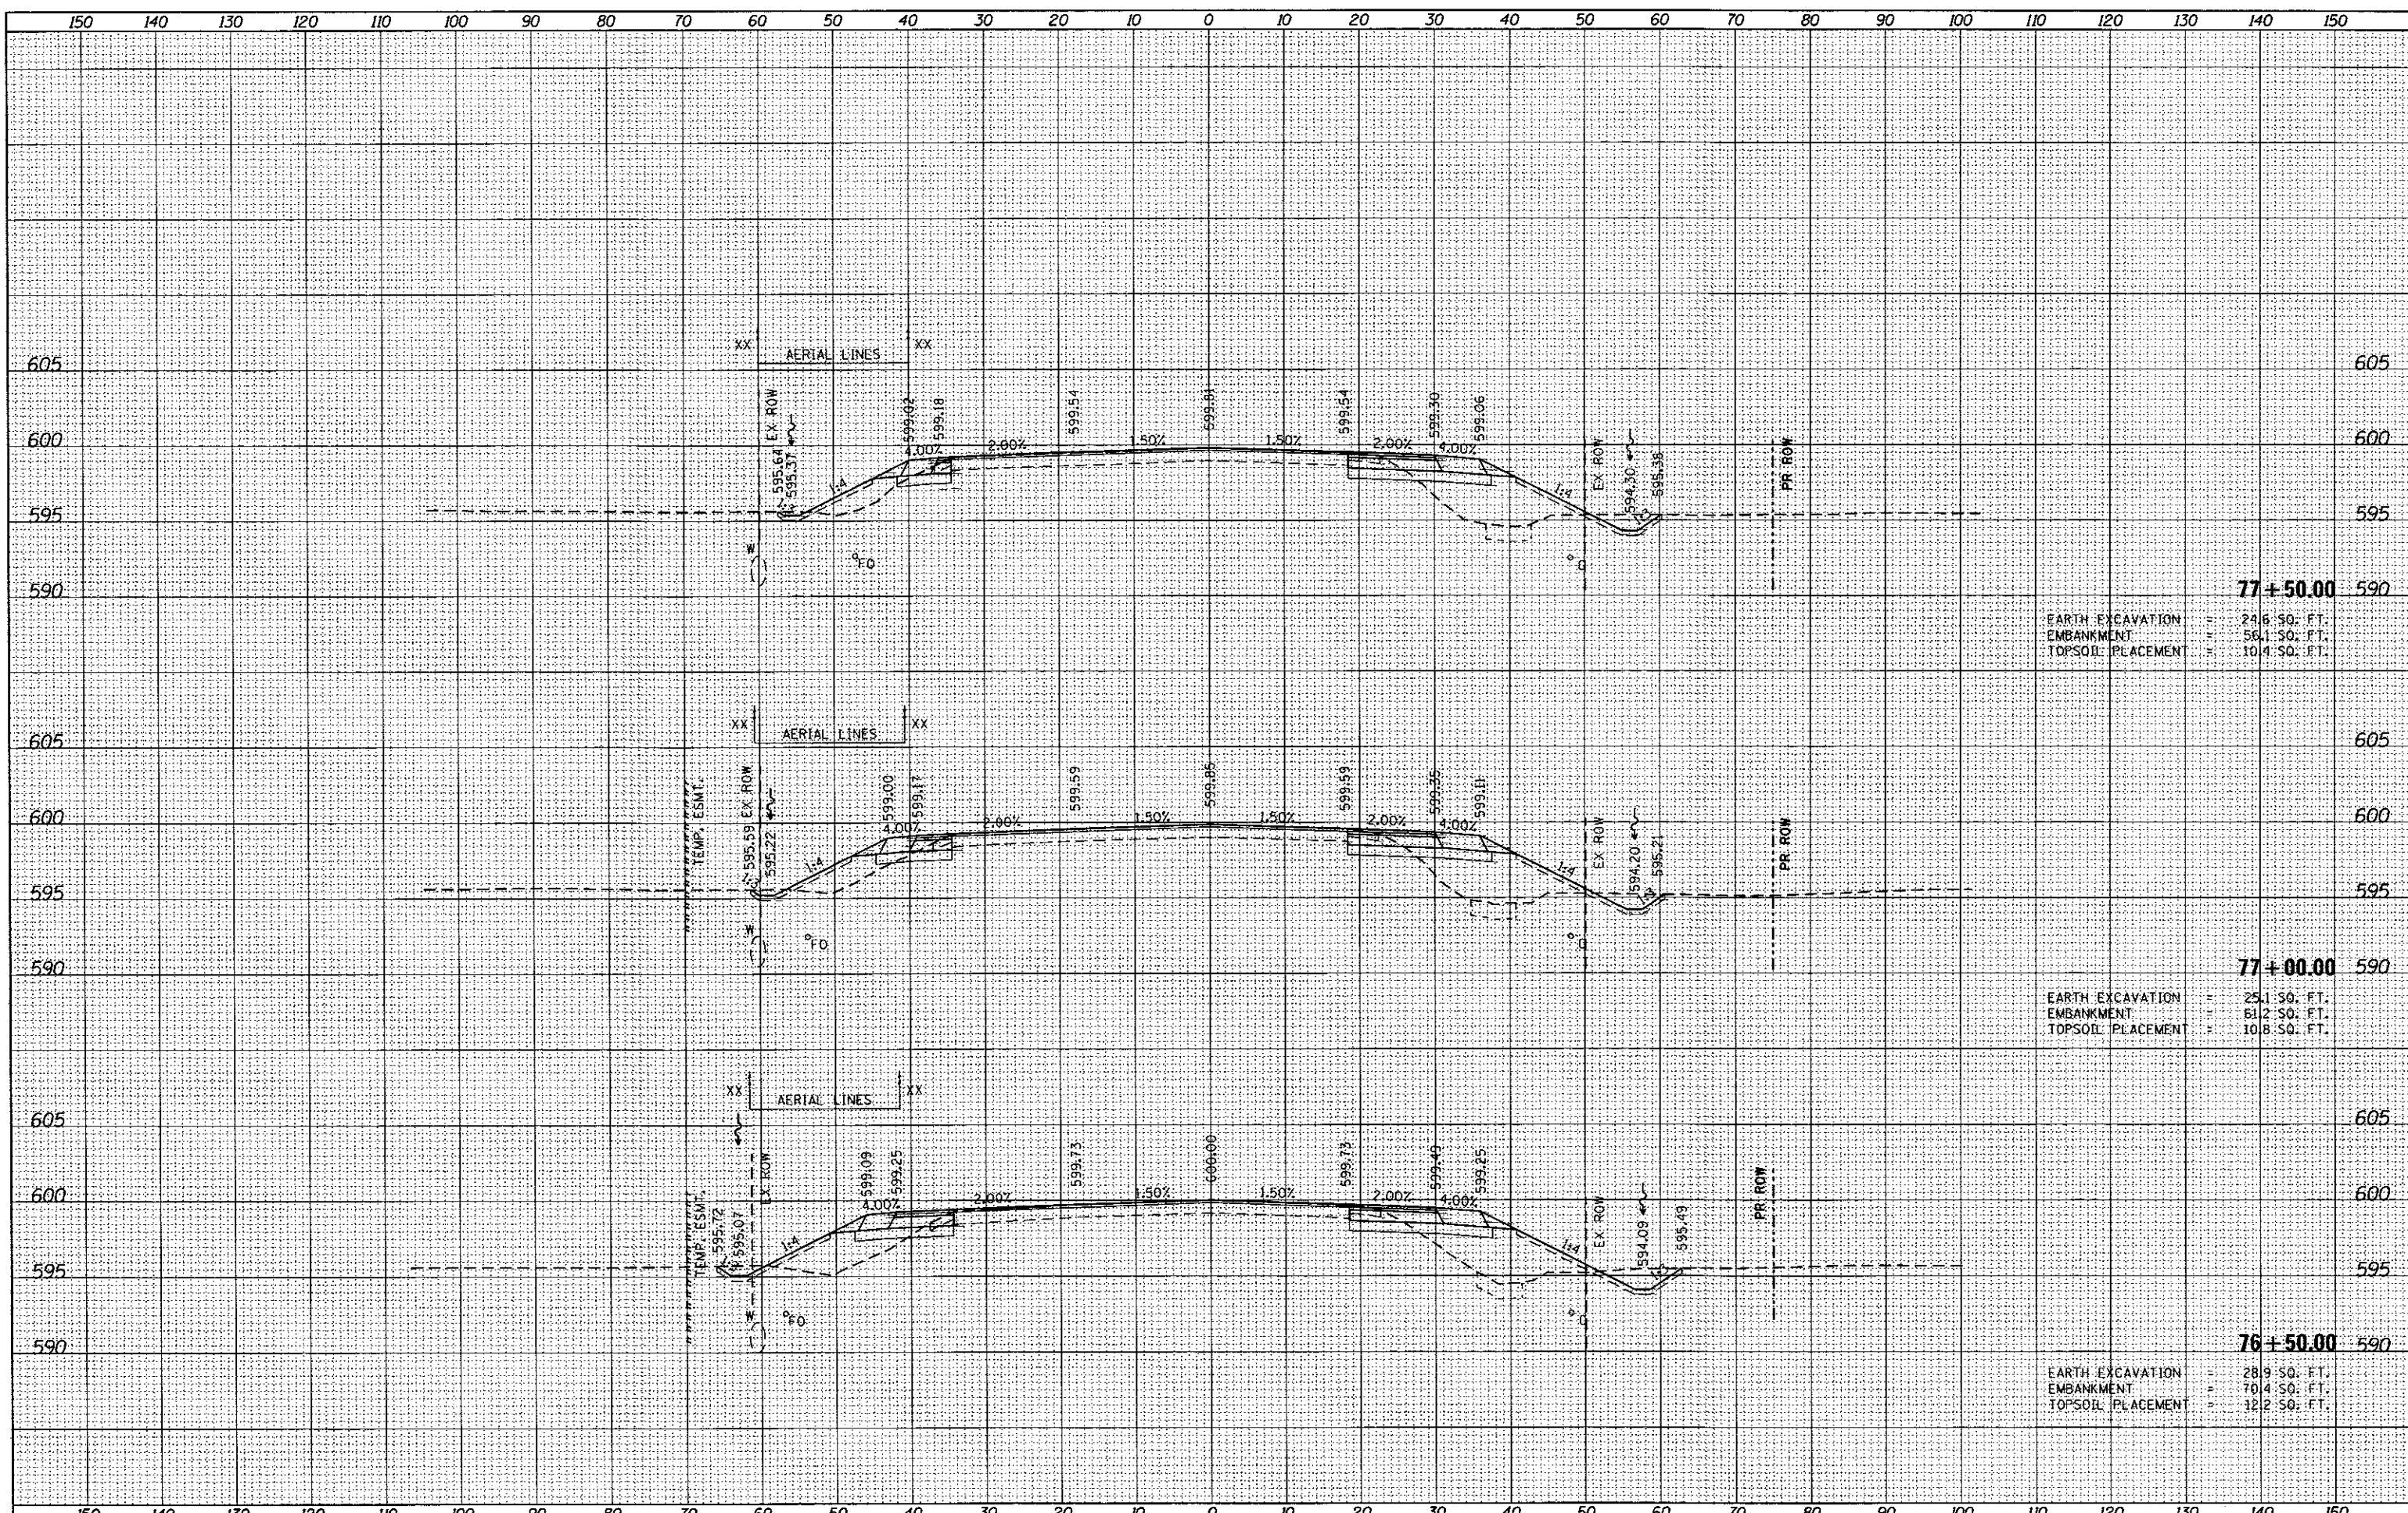 150 140 130 120 110 100 90 80 70 60 50 40 30 20 10 0 10 20 30 40 50 60 70 80 90 100 110 120 130 140 150
XX AERIAL LINES XX
605 605
595.64 EX ROW
595.37
599.02
599.18
599.54
599.81
599.54
599.30
599.06
EX ROW
594.30
595.38
PR ROW
600 600
1:4 4.00% 2.00% 1.50% 1.50% 2.00% 4.00% 1:4 1:3
595 595
W FO G
590 77+50.00 590
EARTH EXCAVATION = 24.6 SQ. FT.
EMBANKMENT = 56.1 SQ. FT.
TOPSOIL PLACEMENT = 10.4 SQ. FT.
XX AERIAL LINES XX
605 605
TEMP. ESMT.
595.59 EX ROW
595.22
599.00
599.17
599.59
599.85
599.59
599.35
599.11
EX ROW
594.20
595.21
PR ROW
600 600
1:3 1:4 4.00% 2.00% 1.50% 1.50% 2.00% 4.00% 1:4 1:3
595 595
W FO G
590 77+00.00 590
EARTH EXCAVATION = 25.1 SQ. FT.
EMBANKMENT = 61.2 SQ. FT.
TOPSOIL PLACEMENT = 10.8 SQ. FT.
XX AERIAL LINES XX
605 605
TEMP. ESMT.
595.72
595.07
EX ROW
599.09
599.25
599.73
600.00
599.73
599.49
599.25
EX ROW
594.09
595.49
PR ROW
600 600
1:4 4.00% 2.00% 1.50% 1.50% 2.00% 4.00% 1:4
595 595
W FO G
590 76+50.00 590
EARTH EXCAVATION = 28.9 SQ. FT.
EMBANKMENT = 70.4 SQ. FT.
TOPSOIL PLACEMENT = 12.2 SQ. FT.
150 140 130 120 110 100 90 80 70 60 50 40 30 20 10 0 10 20 30 40 50 60 70 80 90 100 110 120 130 140 150